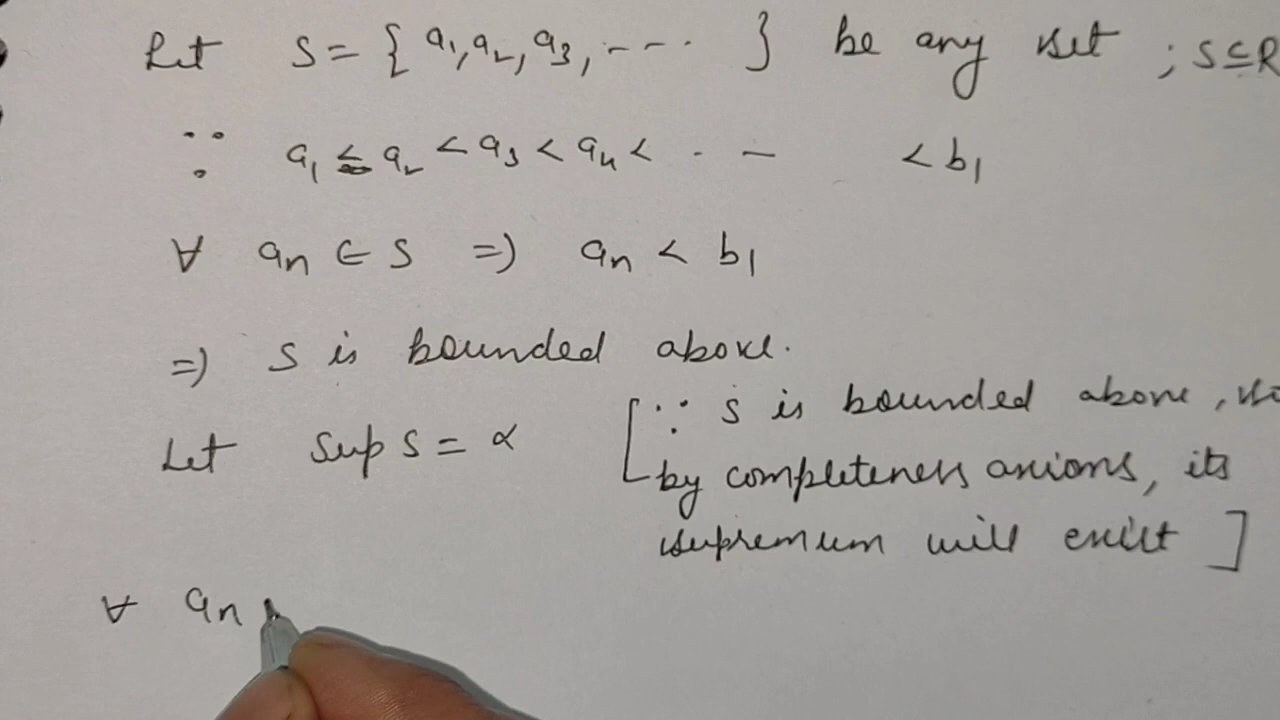 Let S = { a₁, a₂, a₃, ---- } be any set ; S ⊆ R
∵ a₁ ≤ a₂ < a₃ < a₄ < . - < b₁
∀ aₙ ∈ S ⇒ aₙ < b₁
⇒ S is bounded above.
Let Sup S = α [∵ S is bounded above, so
by completeness axioms, its
supremum will exist ]
∀ aₙ